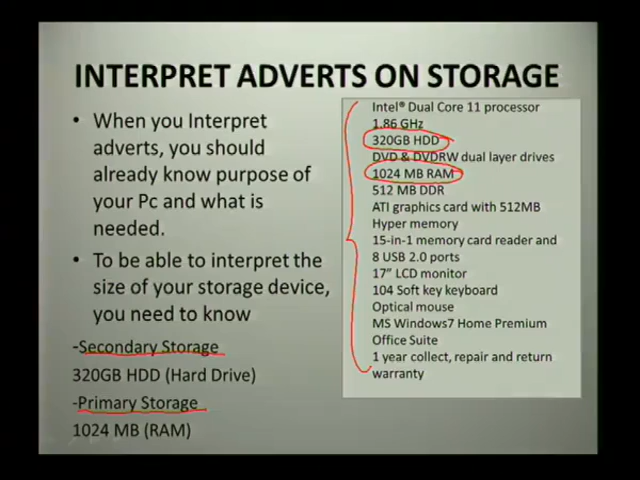 INTERPRET ADVERTS ON STORAGE
• When you Interpret
adverts, you should
already know purpose of
your Pc and what is
needed.
• To be able to interpret the
size of your storage device,
you need to know
-Secondary Storage
320GB HDD (Hard Drive)
-Primary Storage
1024 MB (RAM)
Intel® Dual Core 11 processor
1.86 GHz
320GB HDD
DVD & DVDRW dual layer drives
1024 MB RAM
512 MB DDR
ATI graphics card with 512MB
Hyper memory
15-in-1 memory card reader and
8 USB 2.0 ports
17” LCD monitor
104 Soft key keyboard
Optical mouse
MS Windows7 Home Premium
Office Suite
1 year collect, repair and return
warranty